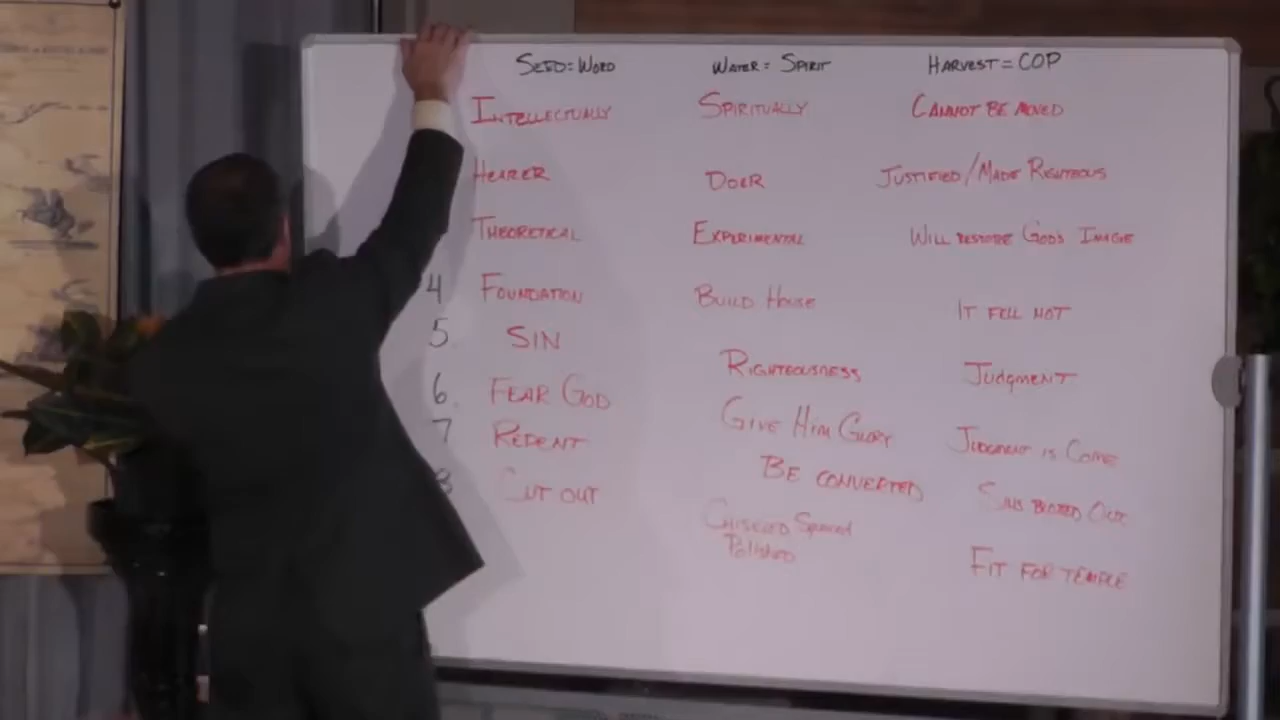 SEED = WORD WATER = SPIRIT HARVEST = COP
INTELLECTUALLY SPIRITUALLY CANNOT BE MOVED
HEARER DOER JUSTIFIED/MADE RIGHTEOUS
THEORETICAL EXPERIMENTAL WILL RESTORE GOD'S IMAGE
4 FOUNDATION BUILD HOUSE IT FELL NOT
5 SIN RIGHTEOUSNESS JUDGMENT
6. FEAR GOD GIVE HIM GLORY JUDGMENT IS COME
7 REPENT BE CONVERTED SINS BLOTED OUT
8 CUT OUT CHISELED SQUARED FIT FOR TEMPLE
POLISHED